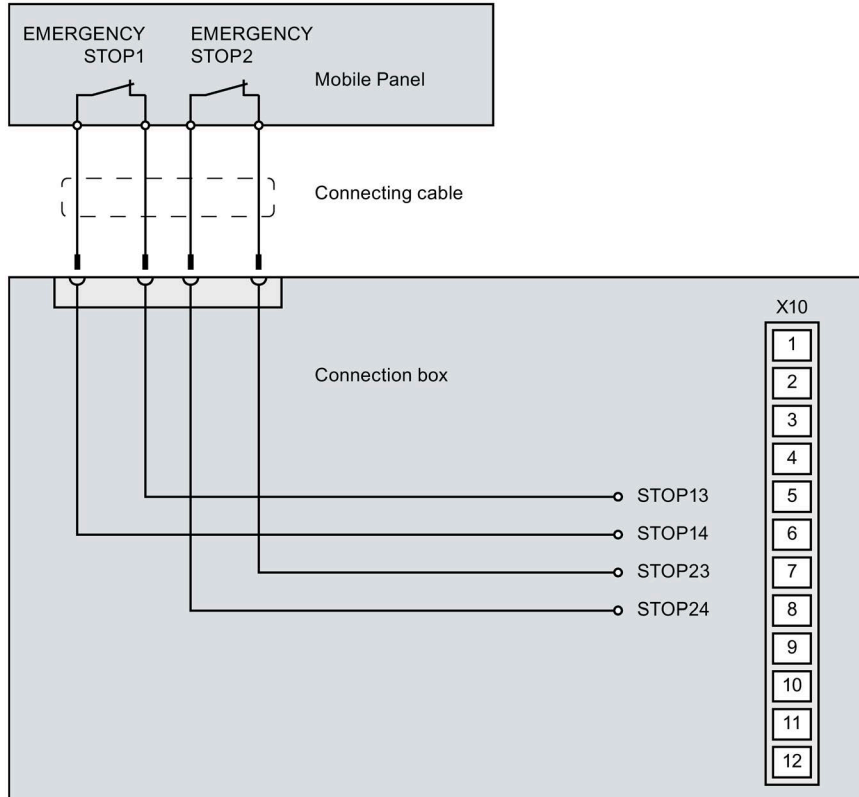 EMERGENCY
STOP1
EMERGENCY
STOP2
Mobile Panel
Connecting cable
X10
1
Connection box
2
3
4
STOP13
5
STOP14
6
STOP23
7
STOP24
8
9
10
11
12